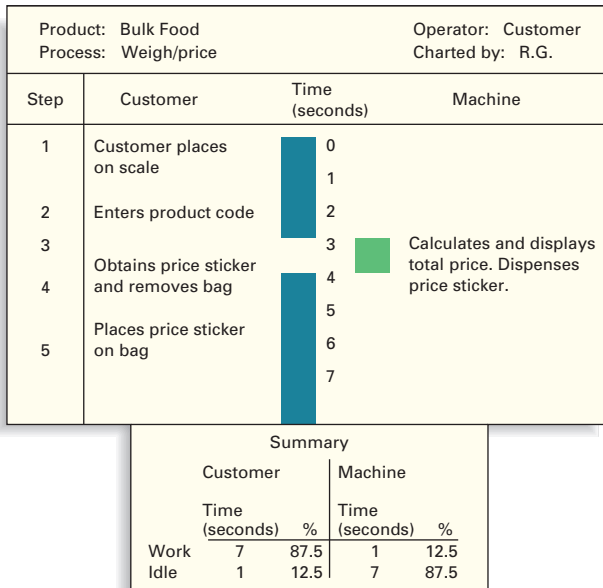 Product: Bulk Food Operator: Customer
Process: Weigh/price Charted by: R.G.
Step Customer Time (seconds) Machine
1 Customer places on scale
2 Enters product code
3
4 Obtains price sticker and removes bag
5 Places price sticker on bag
0
1
2
3
4
5
6
7
Calculates and displays
total price. Dispenses
price sticker.
Summary
Customer Machine
Time (seconds) % Time (seconds) %
Work 7 87.5 1 12.5
Idle 1 12.5 7 87.5